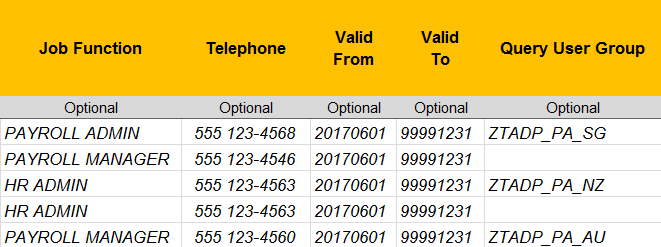 Job Function Telephone Valid From Valid To Query User Group
Optional Optional Optional Optional Optional
PAYROLL ADMIN 555 123-4568 20170601 99991231 ZTADP_PA_SG
PAYROLL MANAGER 555 123-4546 20170601 99991231
HR ADMIN 555 123-4563 20170601 99991231 ZTADP_PA_NZ
HR ADMIN 555 123-4563 20170601 99991231
PAYROLL MANAGER 555 123-4560 20170601 99991231 ZTADP_PA_AU